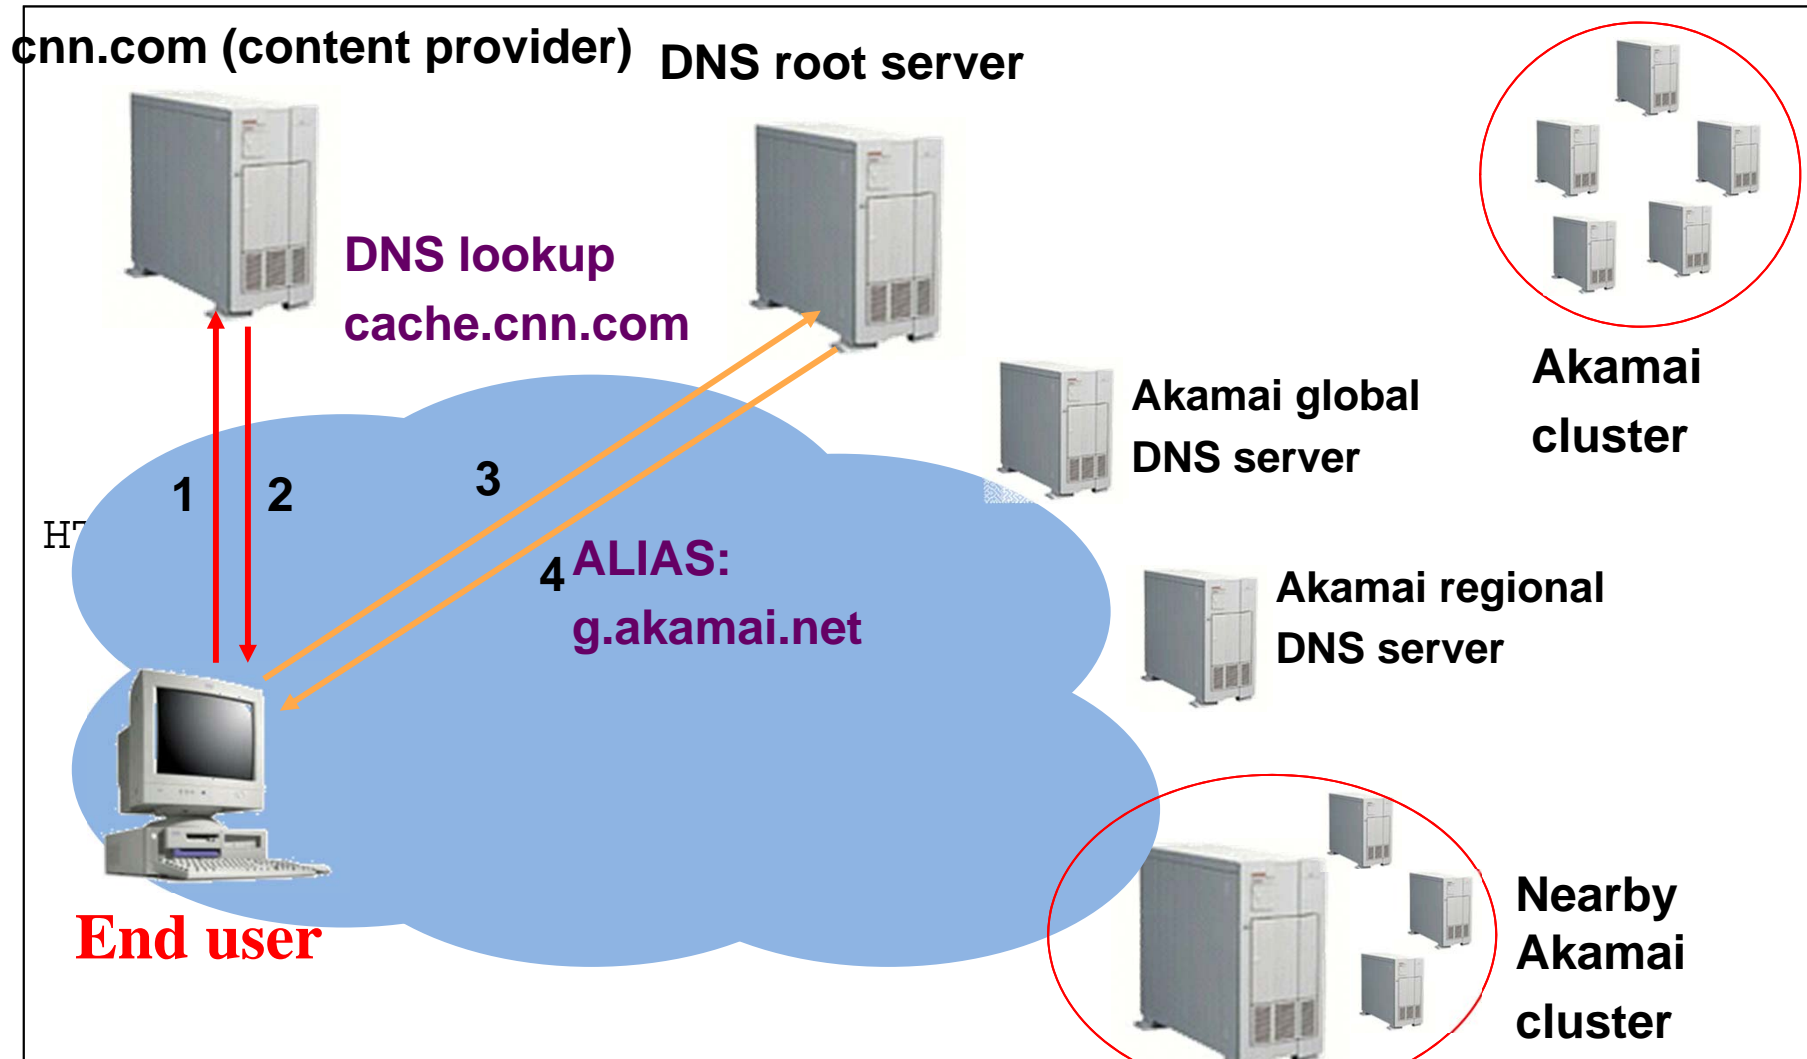 cnn.com (content provider)
DNS root server
DNS lookup
cache.cnn.com
Akamai
cluster
Akamai global
DNS server
1
2
3
4
ALIAS:
g.akamai.net
Akamai regional
DNS server
End user
Nearby
Akamai
cluster